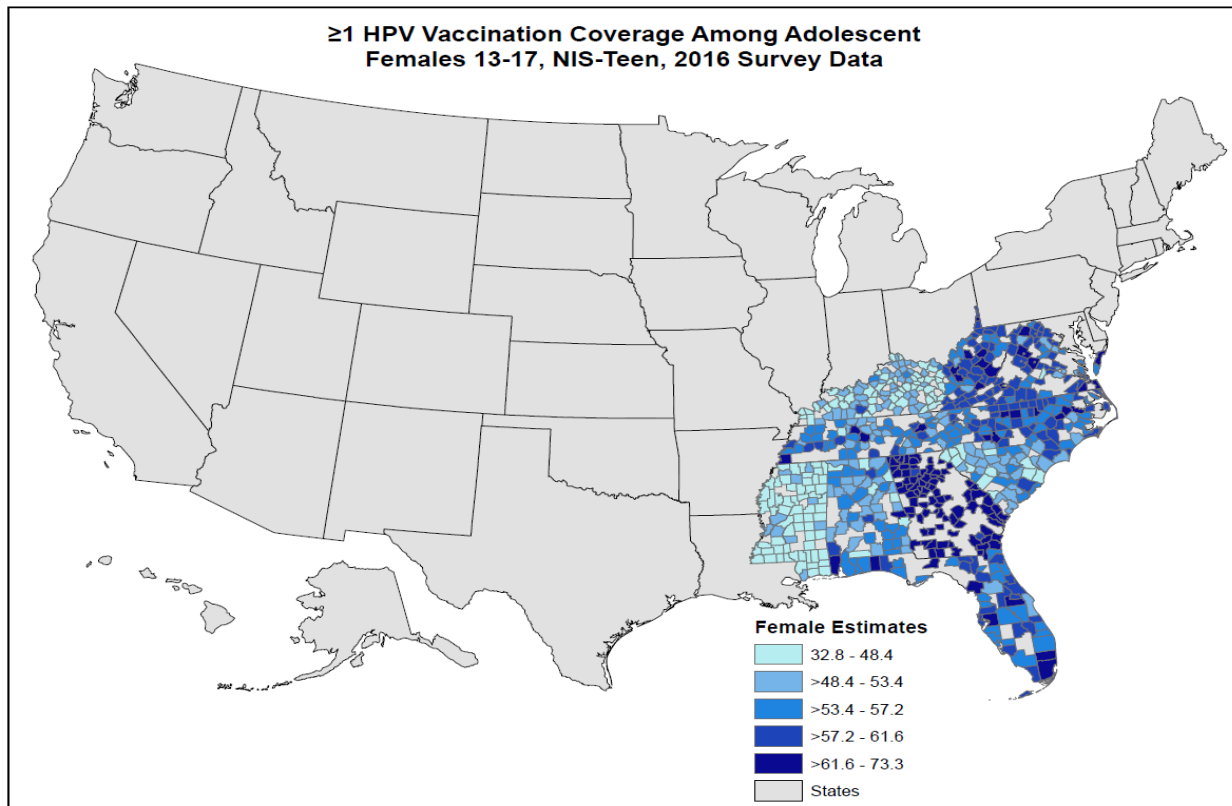 ≥1 HPV Vaccination Coverage Among Adolescent
Females 13-17, NIS-Teen, 2016 Survey Data
Female Estimates
32.8 - 48.4
>48.4 - 53.4
>53.4 - 57.2
>57.2 - 61.6
>61.6 - 73.3
States